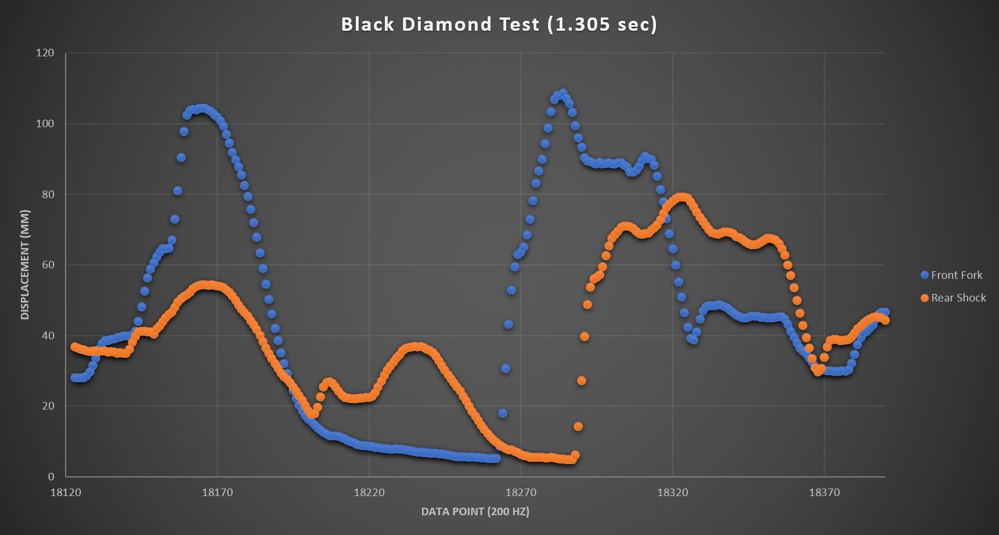 Black Diamond Test (1.305 sec)
120
100
80
60
40
20
0
DISPLACEMENT (MM)
18120 18170 18220 18270 18320 18370
DATA POINT (200 HZ)
Front Fork
Rear Shock